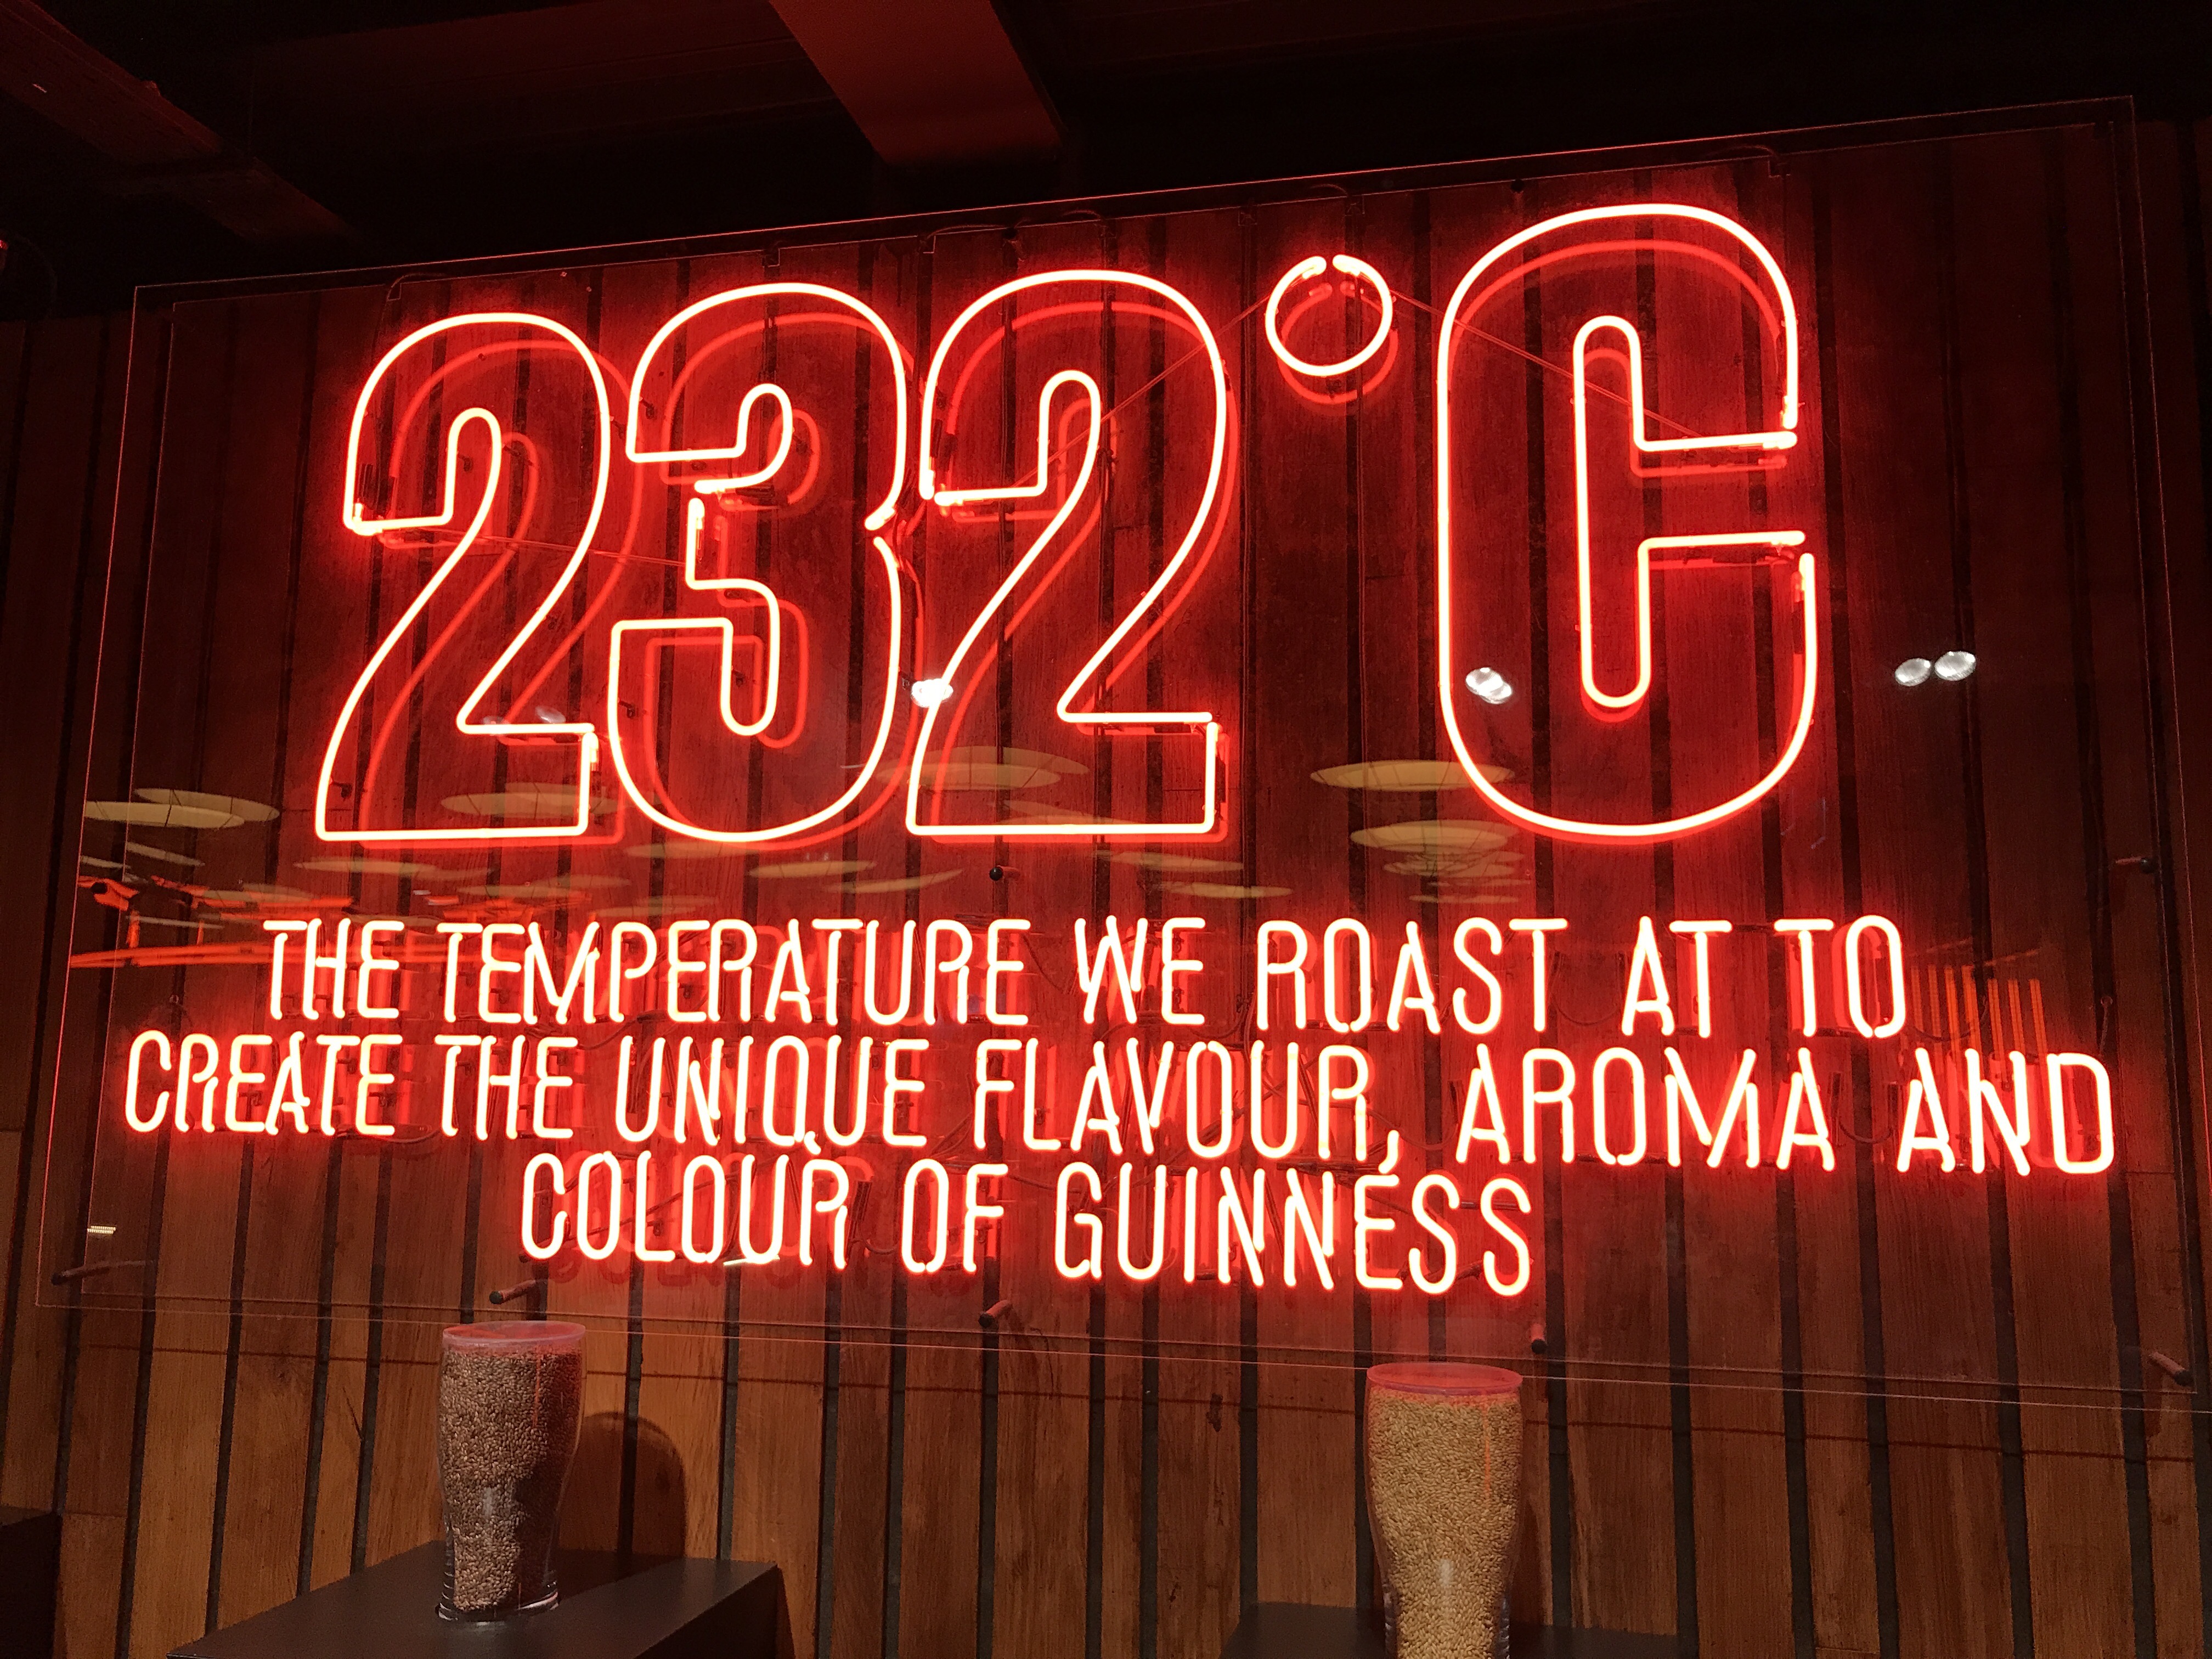 232°C
THE TEMPERATURE WE ROAST AT TO
CREATE THE UNIQUE FLAVOUR, AROMA AND
COLOUR OF GUINNESS